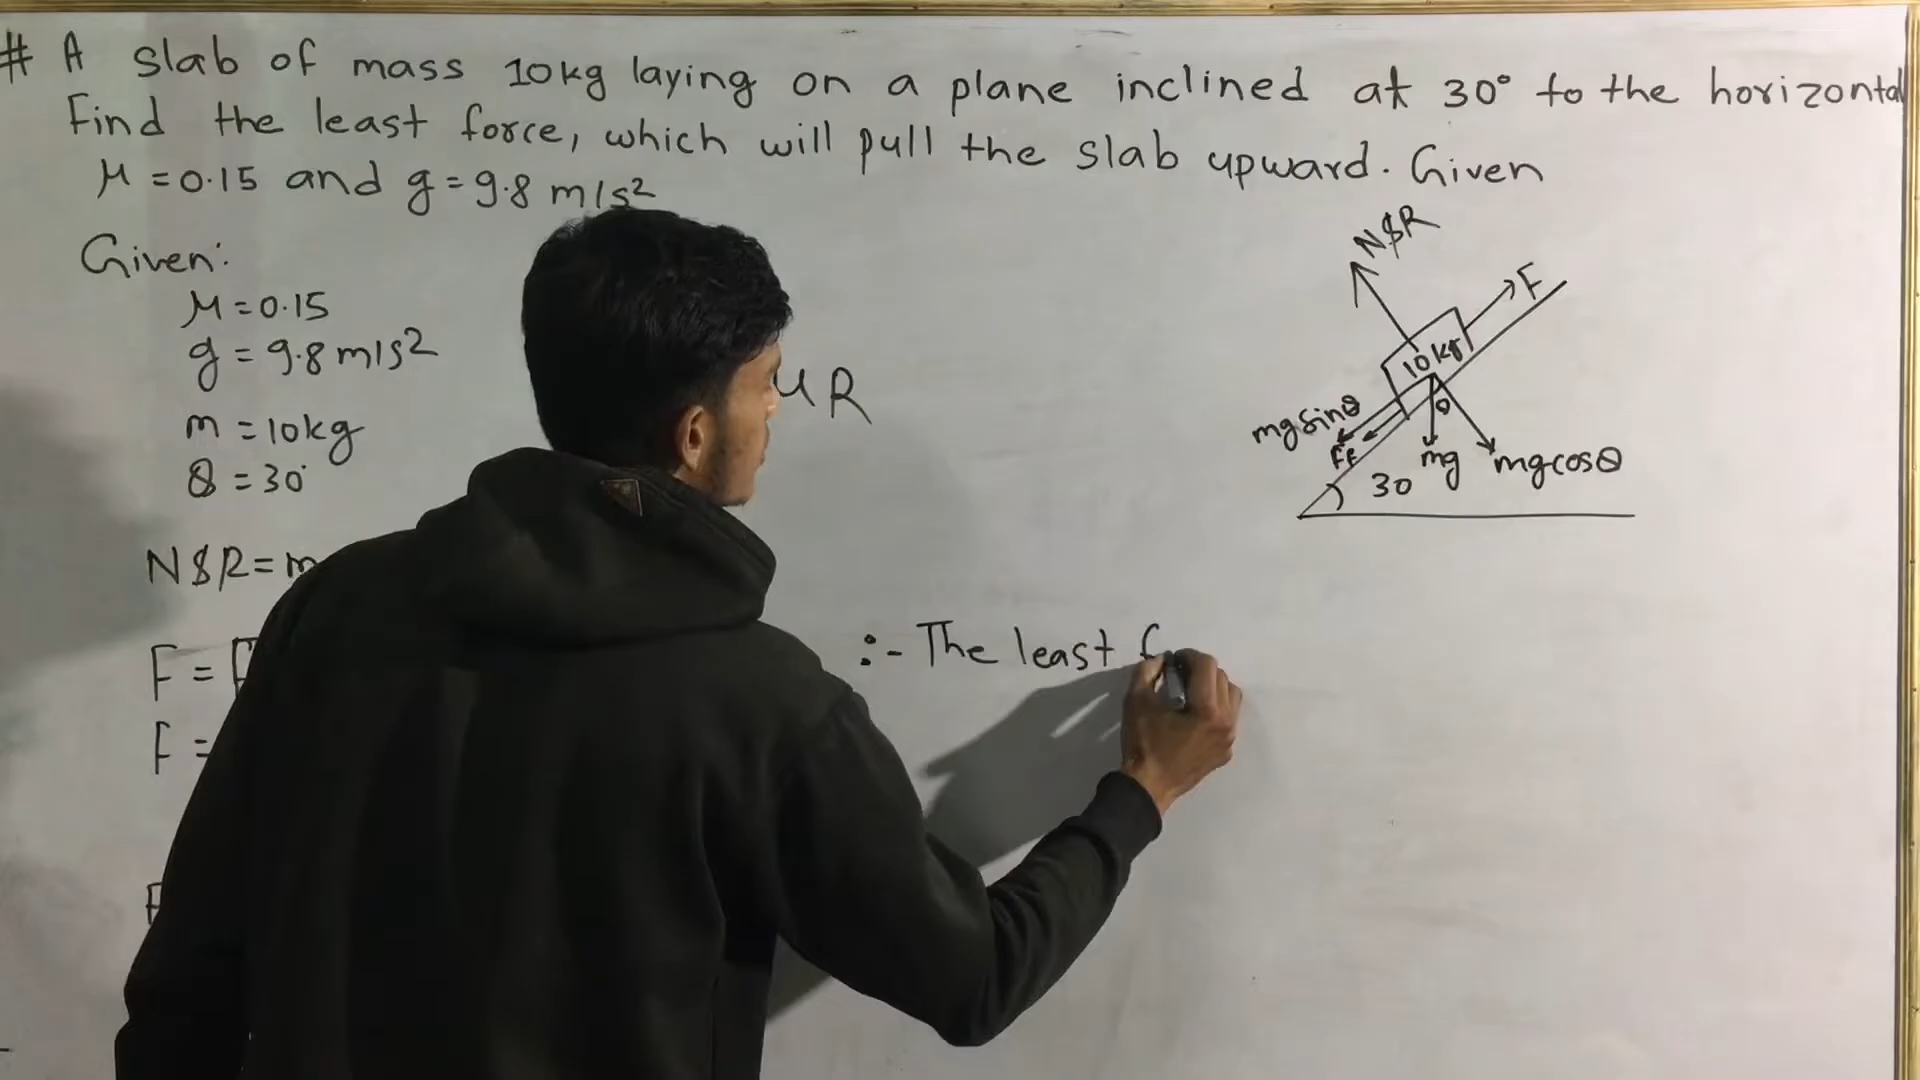 # A slab of mass 10kg laying on a plane inclined at 30° to the horizontal
Find the least force, which will pull the slab upward. Given
μ = 0.15 and g = 9.8 m/s²
Given:
μ = 0.15
g = 9.8 m/s²
m = 10kg
θ = 30°
μR
N$R = m
F =
F =
:- The least f
N$R
F
10kg
mg sinθ
FF
θ
mg
mg cosθ
30